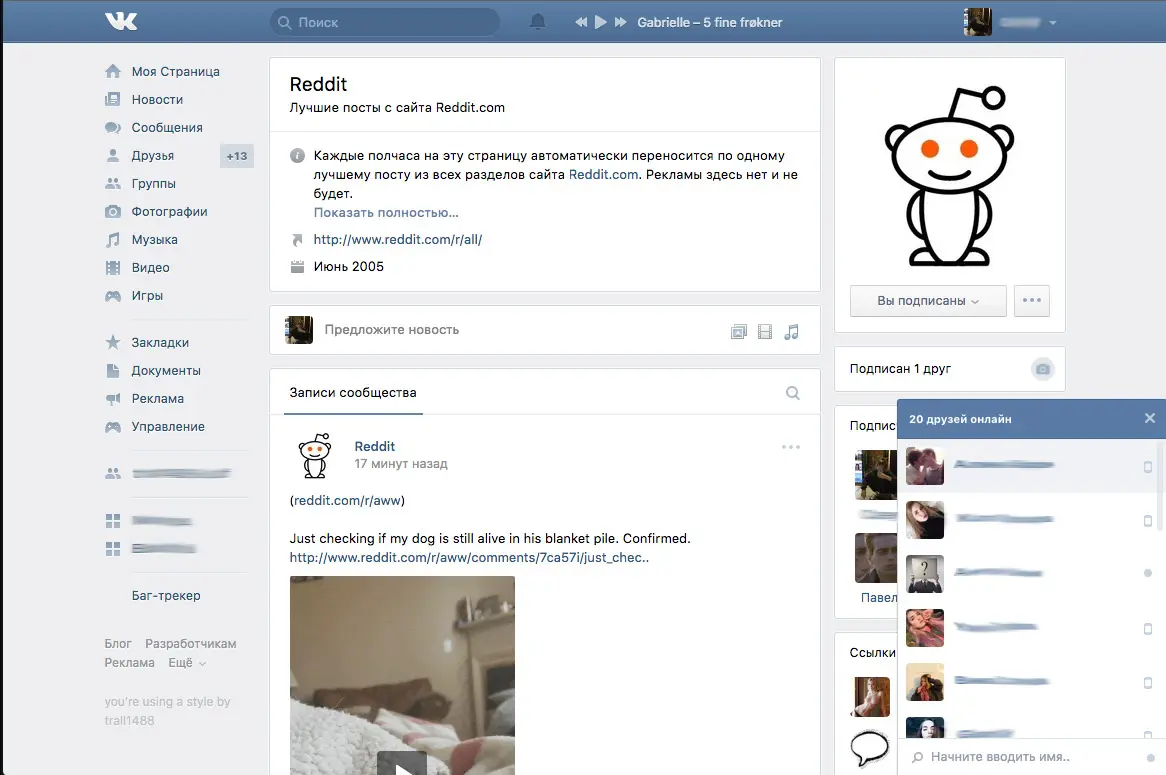 Поиск
Gabrielle – 5 fine frøkner
Моя Страница
Новости
Сообщения
Друзья +13
Группы
Фотографии
Музыка
Видео
Игры
Закладки
Документы
Реклама
Управление
Баг-трекер
Блог Разработчикам
Реклама Ещё
you're using a style by
trall1488
Reddit
Лучшие посты с сайта Reddit.com
Каждые полчаса на эту страницу автоматически переносится по одному
лучшему посту из всех разделов сайта Reddit.com. Рекламы здесь нет и не
будет.
Показать полностью...
http://www.reddit.com/r/all/
Июнь 2005
Предложите новость
Записи сообщества
Reddit
17 минут назад
(reddit.com/r/aww)
Just checking if my dog is still alive in his blanket pile. Confirmed.
http://www.reddit.com/r/aww/comments/7ca57i/just_chec..
Вы подписаны
Подписан 1 друг
Подпис
Павел
Ссылки
20 друзей онлайн
?
Начните вводить имя..